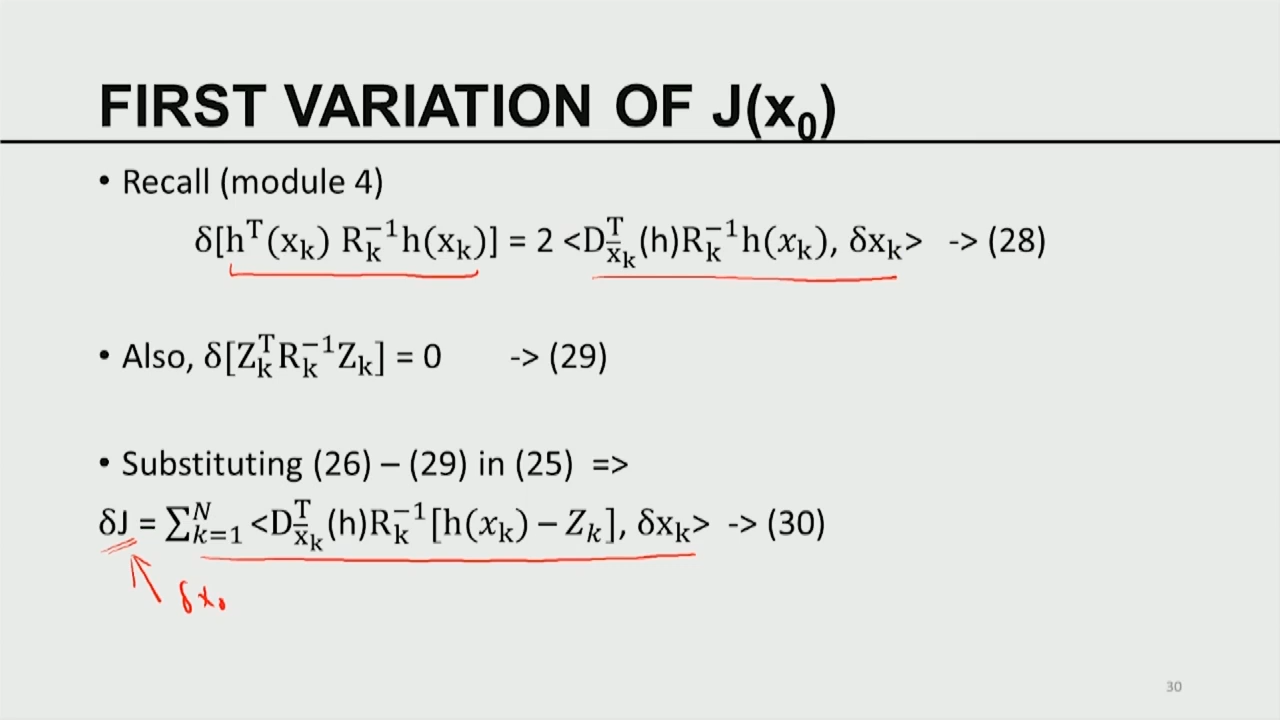 FIRST VARIATION OF J(x₀)
• Recall (module 4)
δ[hᵀ(xₖ) Rₖ⁻¹h(xₖ)] = 2 <Dᵀₓ̅ₖ(h)Rₖ⁻¹h(xₖ), δxₖ> -> (28)
• Also, δ[ZₖᵀRₖ⁻¹Zₖ] = 0 -> (29)
• Substituting (26) – (29) in (25) =>
δJ = ∑ᴺₖ₌₁ <Dᵀₓ̅ₖ(h)Rₖ⁻¹[h(xₖ) − Zₖ], δxₖ> -> (30)
δx₀
30